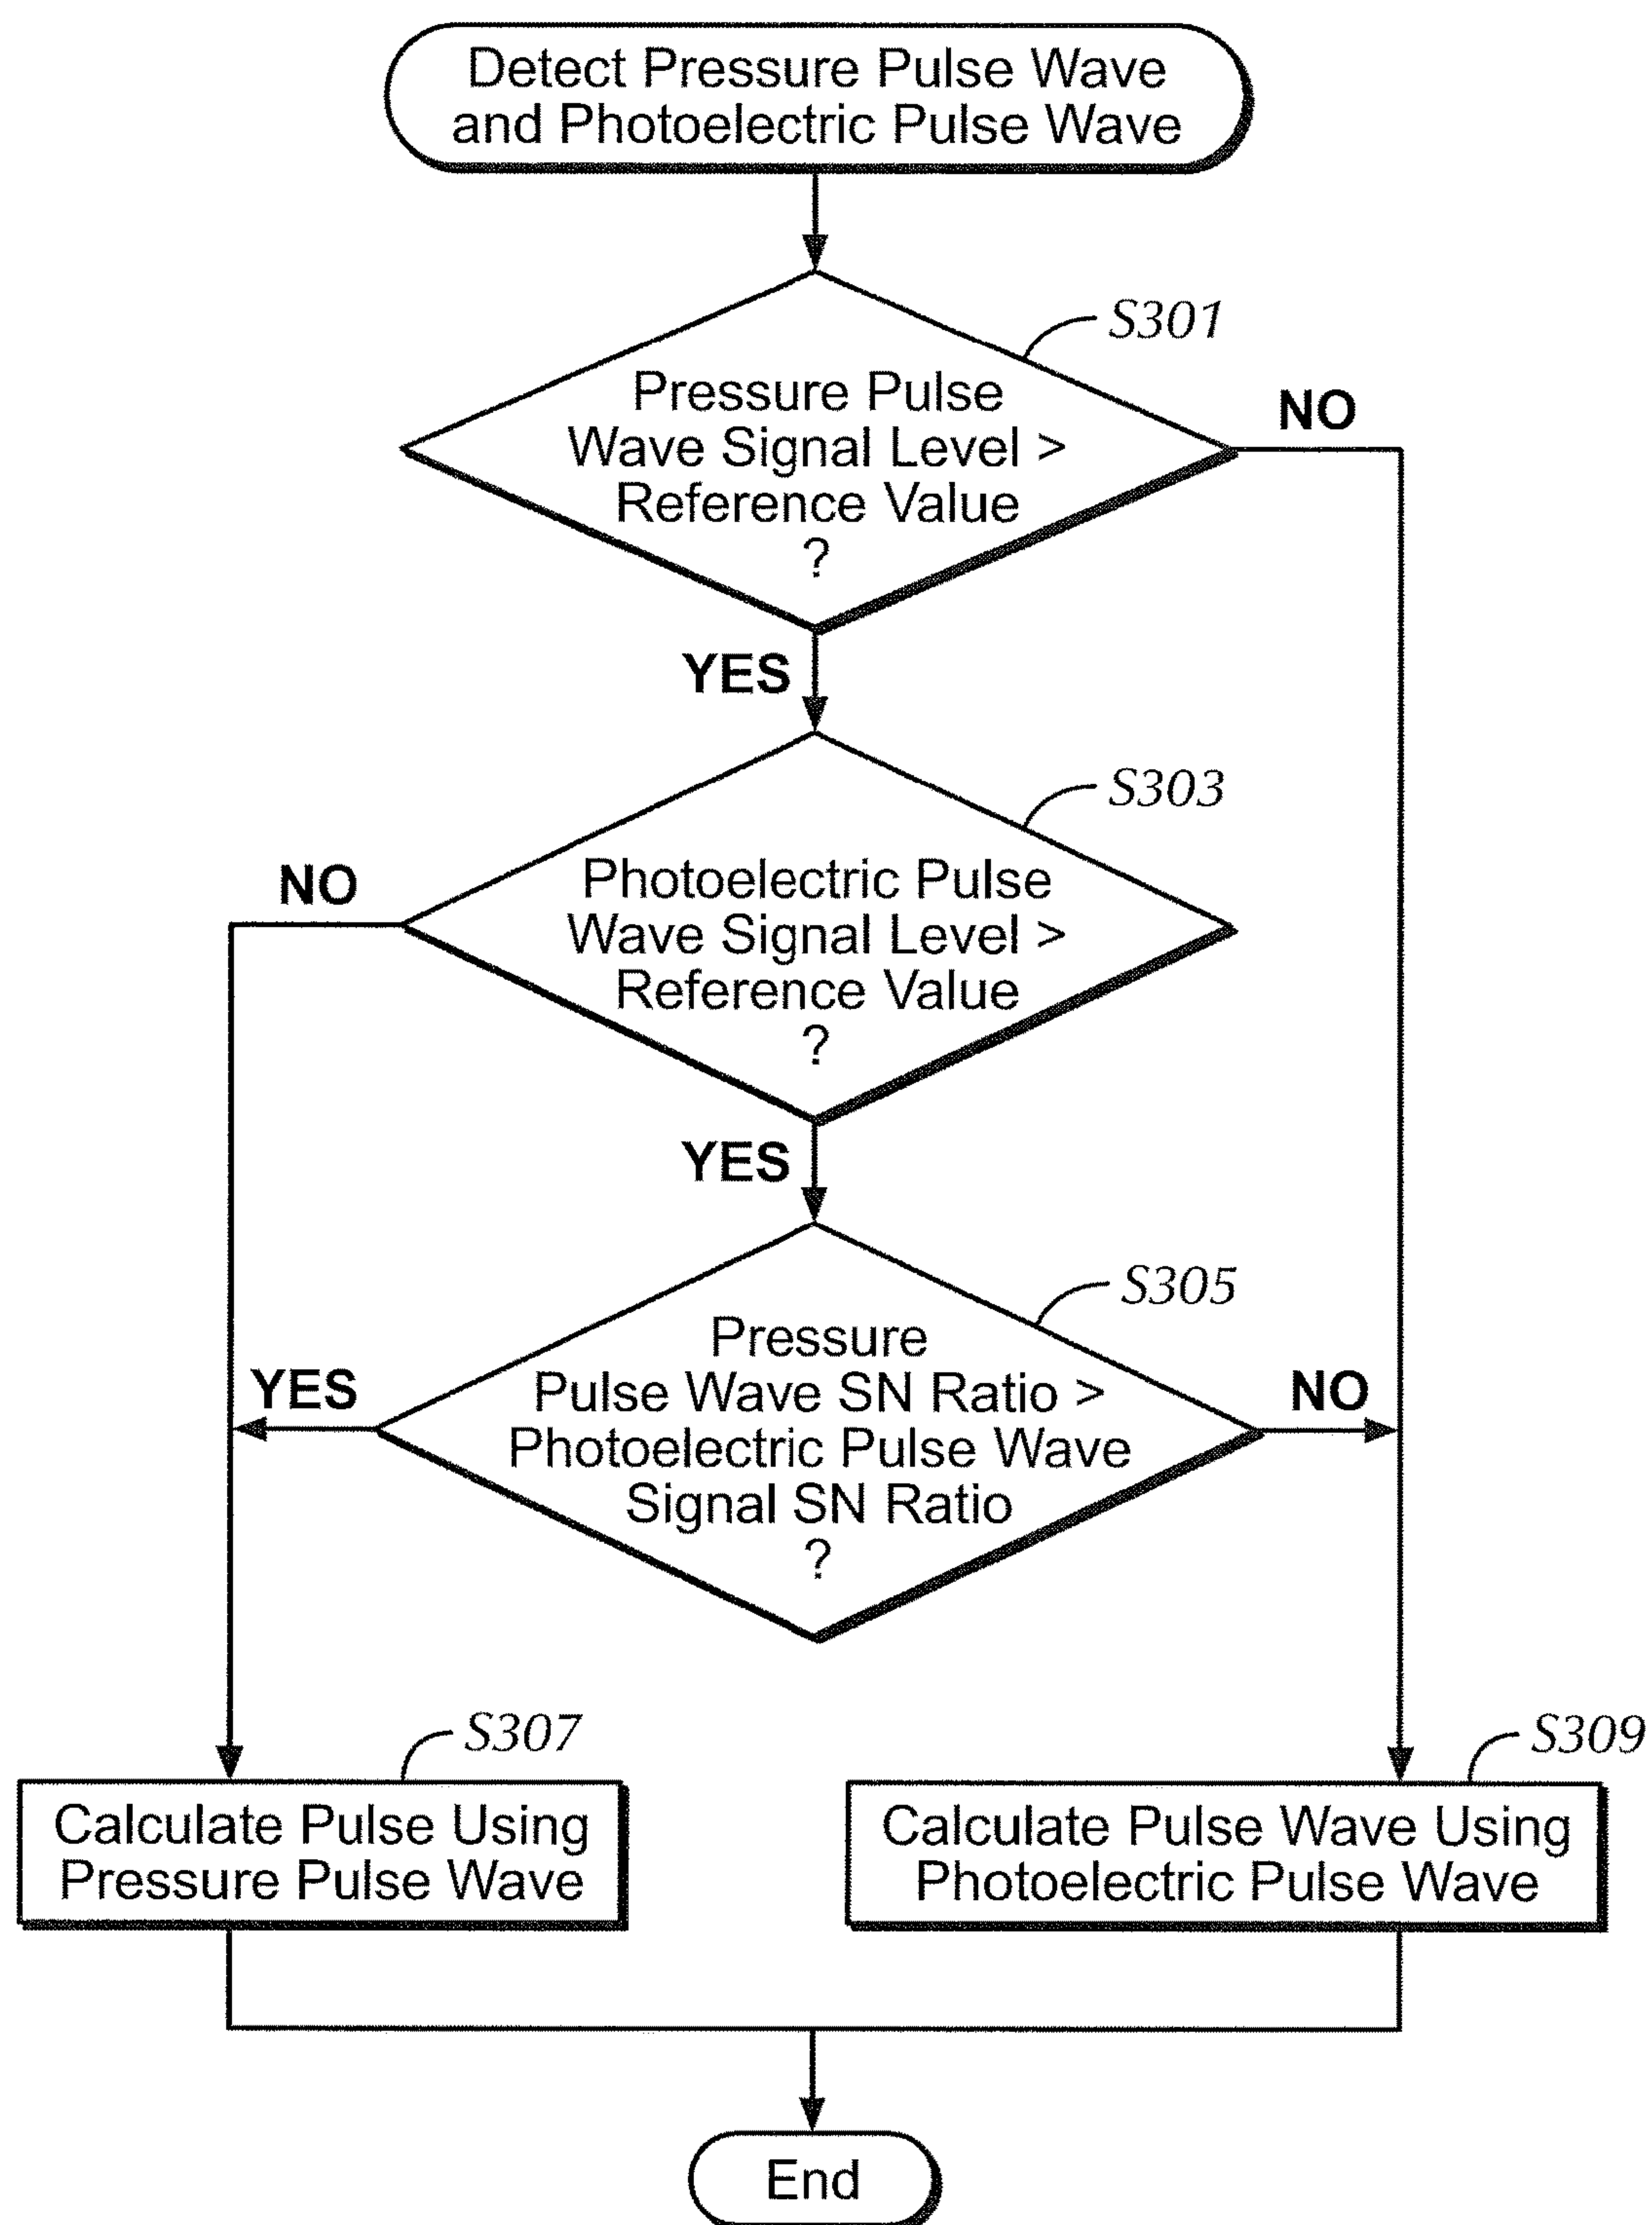 Detect Pressure Pulse Wave
and Photoelectric Pulse Wave
S301
Pressure Pulse
Wave Signal Level >
Reference Value
?
NO
YES
S303
Photoelectric Pulse
Wave Signal Level >
Reference Value
?
NO
YES
S305
Pressure
Pulse Wave SN Ratio >
Photoelectric Pulse Wave
Signal SN Ratio
?
YES
NO
S307
Calculate Pulse Using
Pressure Pulse Wave
S309
Calculate Pulse Wave Using
Photoelectric Pulse Wave
End